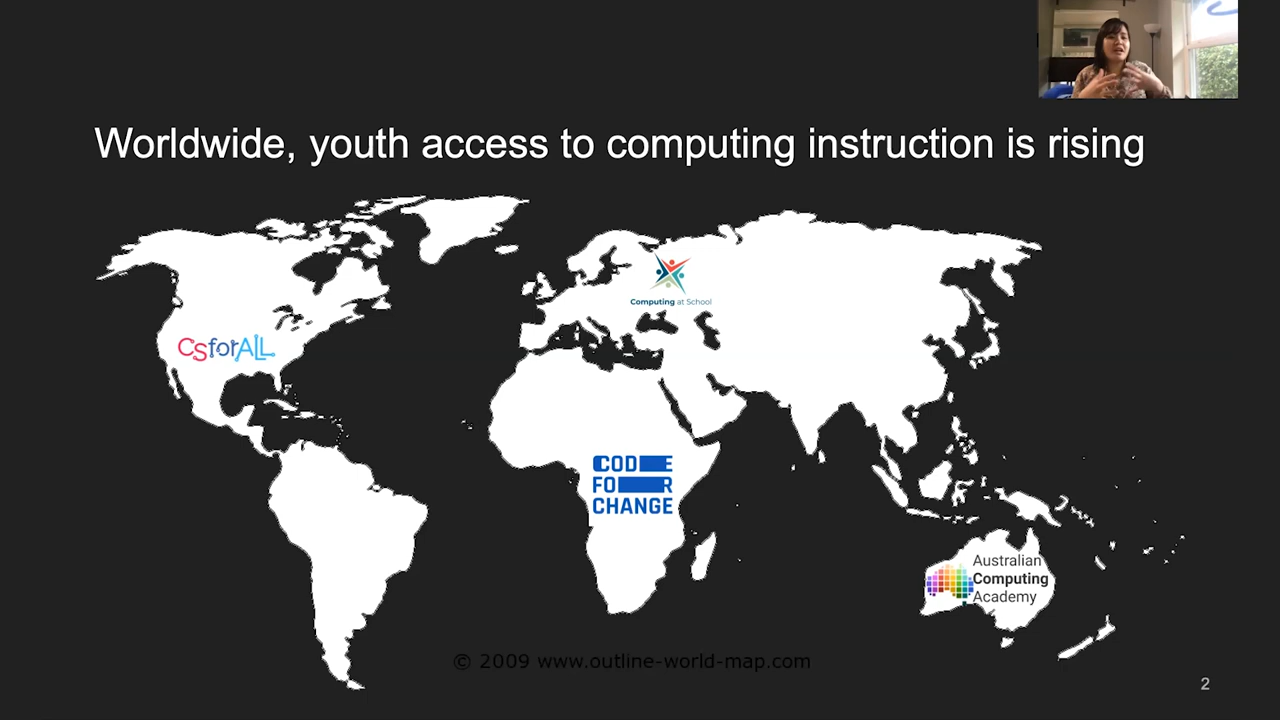 Worldwide, youth access to computing instruction is rising
Computing at School
CSforALL
CODE
FOR
CHANGE
Australian
Computing
Academy
© 2009 www.outline-world-map.com
2